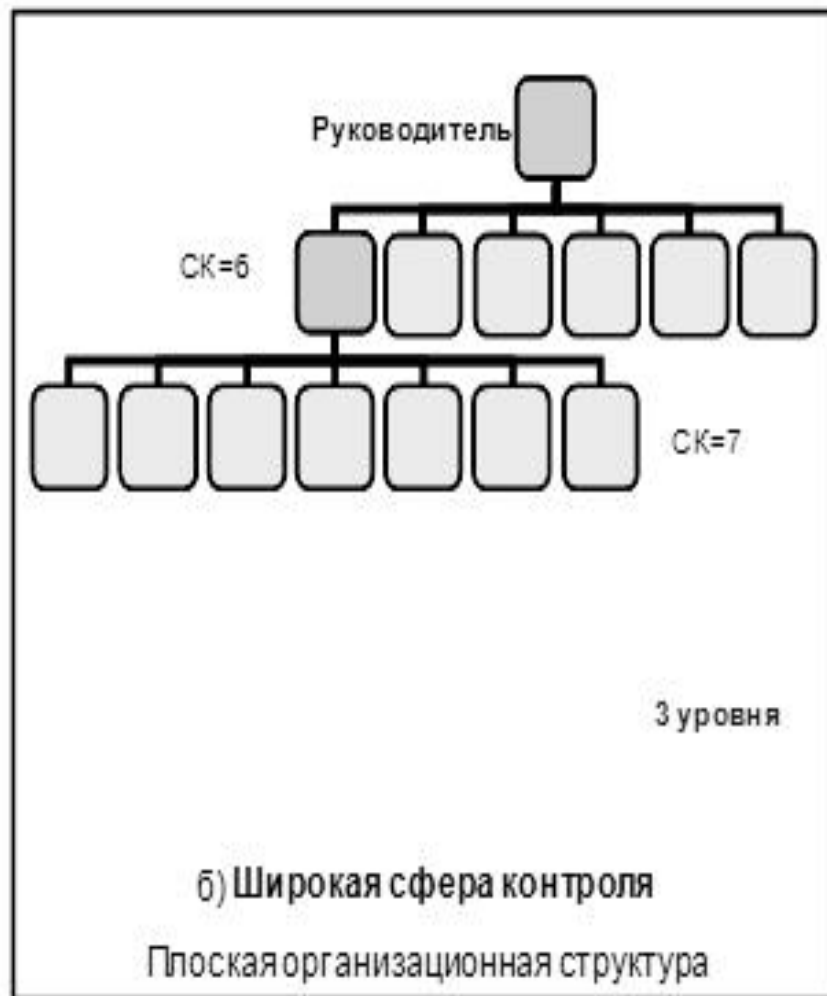 Руководитель
СК=6
СК=7
3 уровня
б) Широкая сфера контроля
Плоская организационная структура